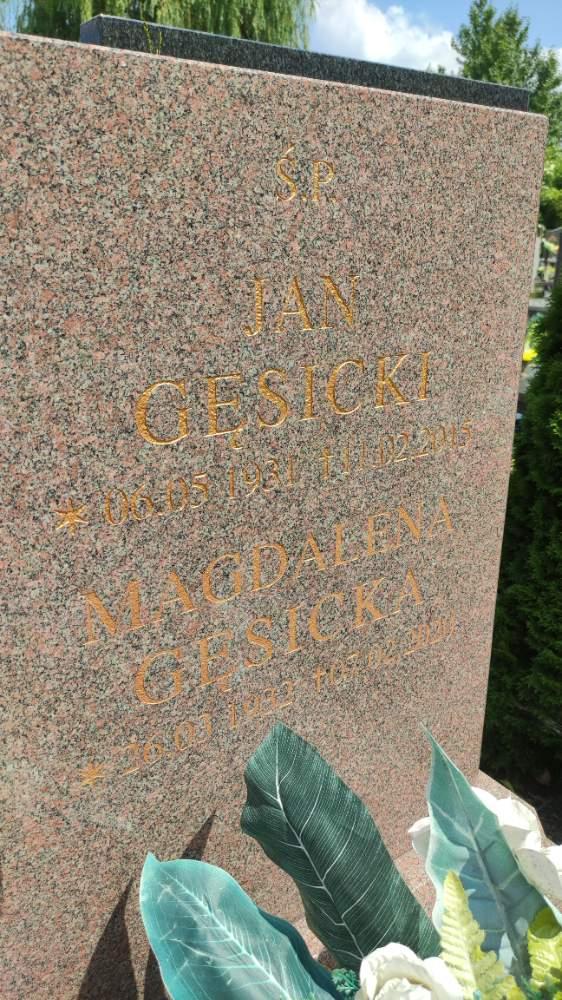 Ś.P.
JAN
GĘSICKI
* 06.05 1931 †11.02.2015
MAGDALENA
GĘSICKA
* 26.03 1932 †07.02.2020